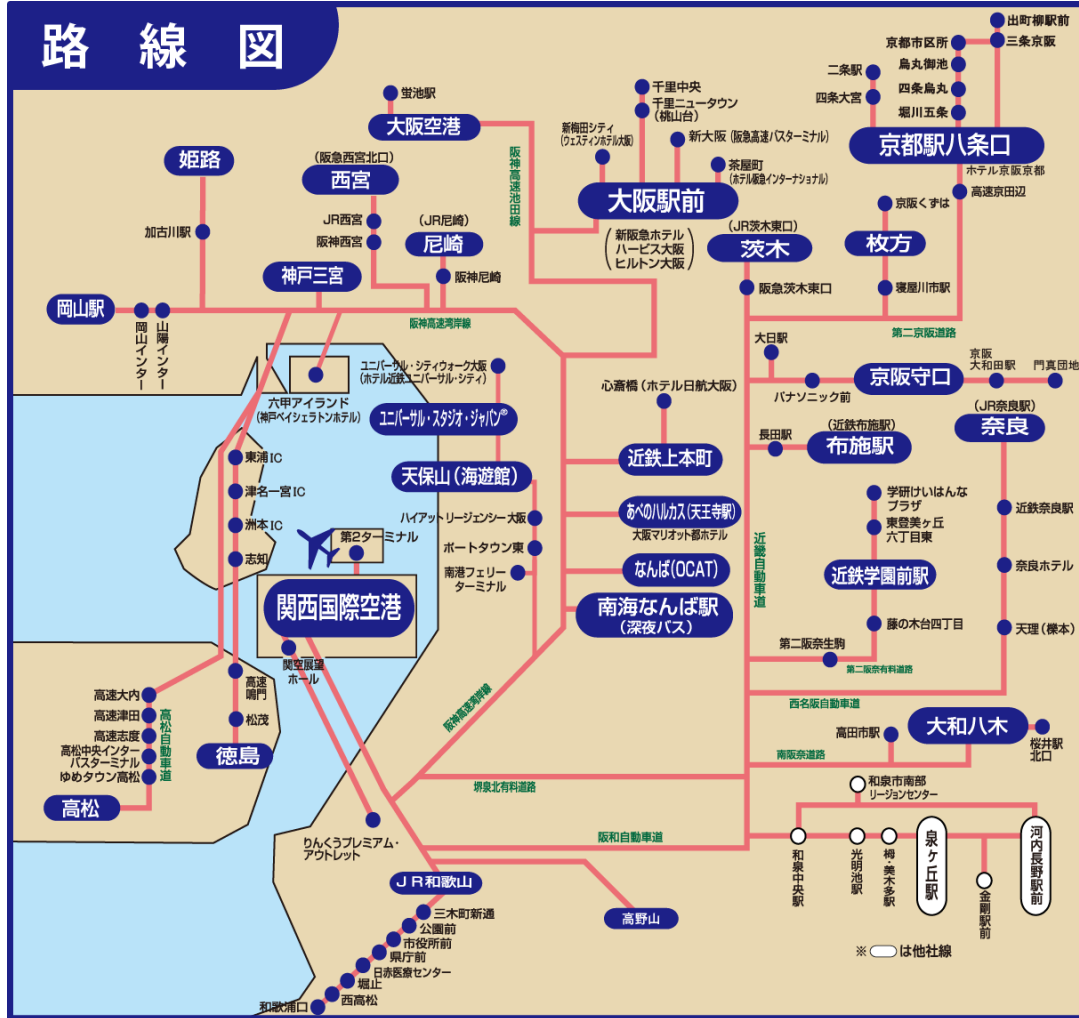 路線図
出町柳駅前
三条京阪
京都市区所
烏丸御池
四条烏丸
堀川五条
二条駅
四条大宮
京都駅八条口
ホテル京阪京都
高速京田辺
蛍池駅
大阪空港
千里中央
千里ニュータウン
(桃山台)
新梅田シティ
(ウェスティンホテル大阪)
新大阪(阪急高速バスターミナル)
茶屋町
(ホテル阪急インターナショナル)
大阪駅前
新阪急ホテル
ハービス大阪
ヒルトン大阪
阪神高速池田線
姫路
加古川駅
(阪急西宮北口)
西宮
JR西宮
阪神西宮
(JR尼崎)
尼崎
阪神尼崎
神戸三宮
岡山駅
岡山インター
山陽インター
阪神高速湾岸線
(JR茨木東口)
茨木
阪急茨木東口
京阪くずは
枚方
寝屋川市駅
第二京阪道路
大日駅
パナソニック前
京阪守口
京阪
大和田駅
門真団地
六甲アイランド
(神戸ベイシェラトンホテル)
ユニバーサル・シティウォーク大阪
(ホテル近鉄ユニバーサル・シティ)
ユニバーサル・スタジオ・ジャパン®
天保山(海遊館)
ハイアットリージェンシー大阪
ポートタウン東
南港フェリー
ターミナル
心斎橋(ホテル日航大阪)
近鉄上本町
あべのハルカス(天王寺駅)
大阪マリオット都ホテル
なんば(OCAT)
南海なんば駅
(深夜バス)
長田駅
(近鉄布施駅)
布施駅
(JR奈良駅)
奈良
近鉄奈良駅
奈良ホテル
天理(櫟本)
学研けいはんな
プラザ
東登美ヶ丘
六丁目東
近鉄学園前駅
藤の木台四丁目
第二阪奈生駒
第二阪奈有料道路
近畿自動車道
西名阪自動車道
東浦IC
津名一宮IC
洲本IC
志知
高速
鳴門
松茂
徳島
第2ターミナル
関西国際空港
関空展望
ホール
阪神高速湾岸線
高速大内
高速津田
高速志度
高松中央インター
バスターミナル
ゆめタウン高松
高松
高松自動車道
高田市駅
大和八木
桜井駅
北口
南阪奈道路
堺泉北有料道路
阪和自動車道
りんくうプレミアム・
アウトレット
JR和歌山
三木町新通
公園前
市役所前
県庁前
日赤医療センター
堀止
西高松
和歌浦口
高野山
和泉市南部
リージョンセンター
和泉中央駅
光明池駅
栂・美木多駅
泉ヶ丘駅
金剛駅前
河内長野駅前
※ は他社線